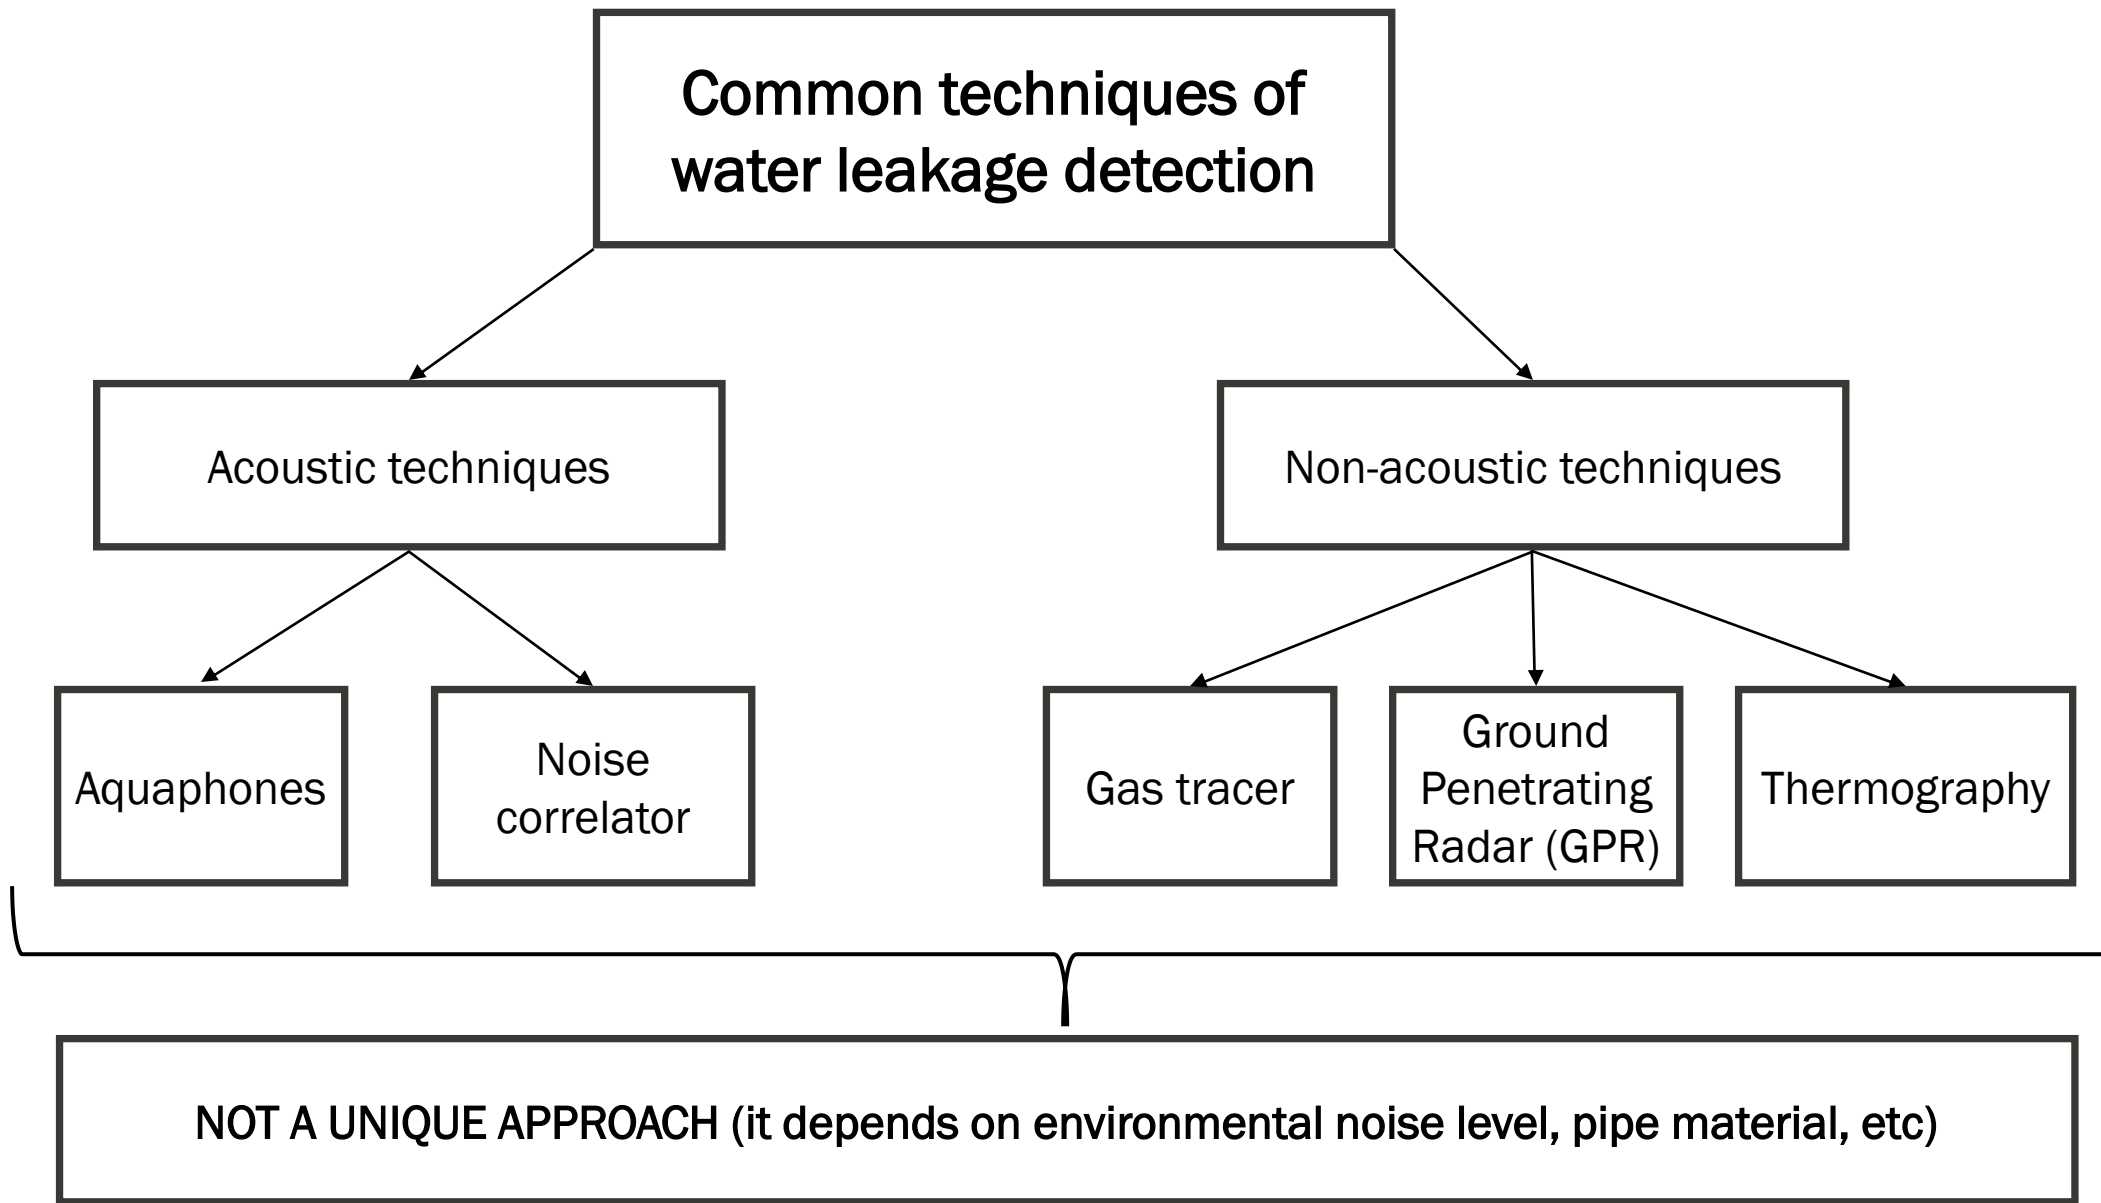 Common techniques of
water leakage detection
Acoustic techniques
Non-acoustic techniques
Aquaphones
Noise
correlator
Gas tracer
Ground
Penetrating
Radar (GPR)
Thermography
NOT A UNIQUE APPROACH (it depends on environmental noise level, pipe material, etc)